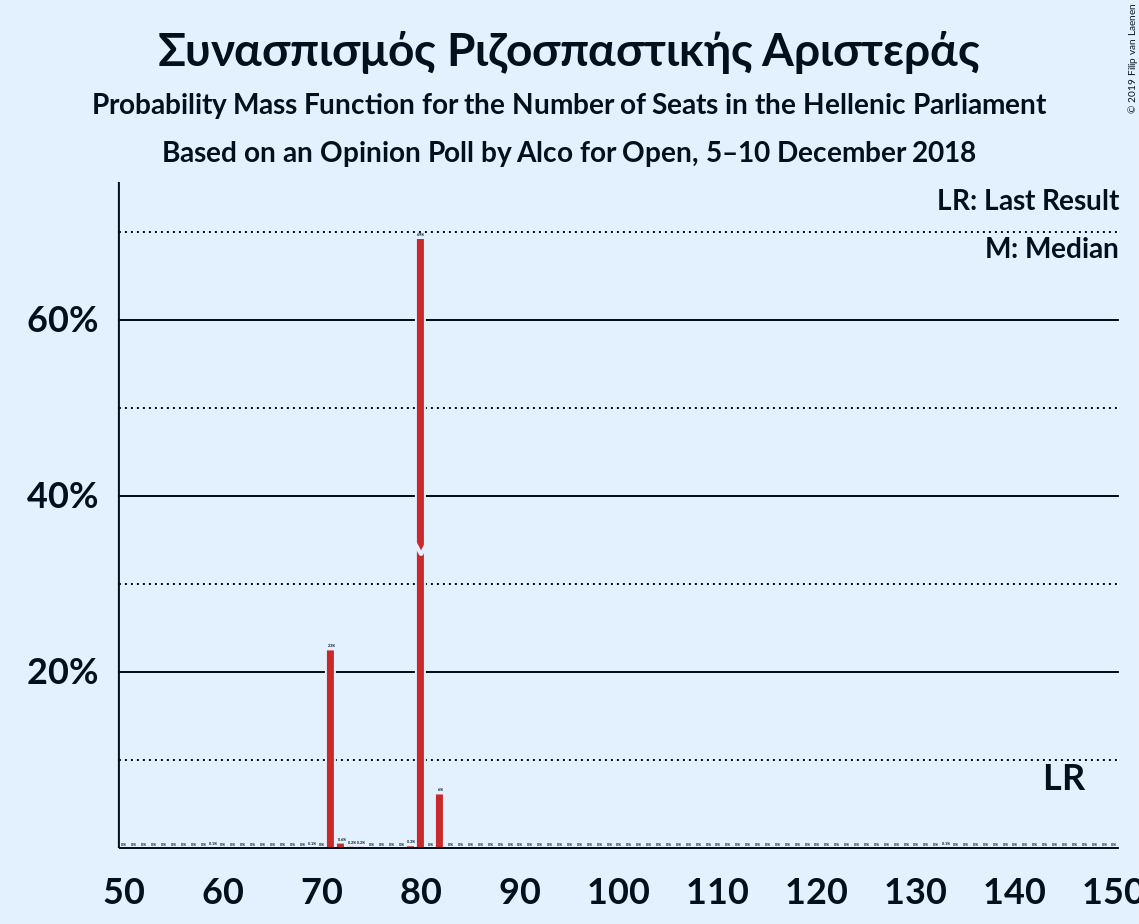 Συνασπισμός Ριζοσπαστικής Αριστεράς
Probability Mass Function for the Number of Seats in the Hellenic Parliament
Based on an Opinion Poll by Alco for Open, 5–10 December 2018
© 2019 Filip van Laenen
LR: Last Result
M: Median
60%
40%
20%
M
LR
50 60 70 80 90 100 110 120 130 140 150